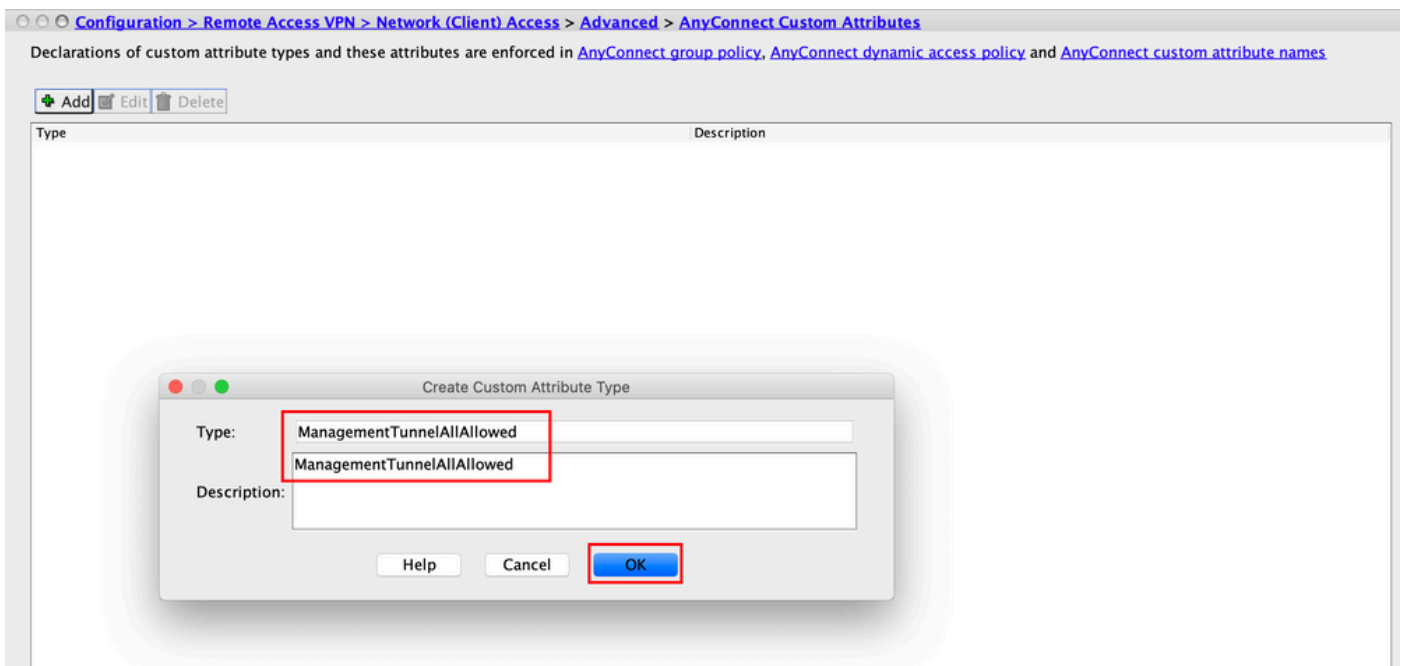 Configuration > Remote Access VPN > Network (Client) Access > Advanced > AnyConnect Custom Attributes
Declarations of custom attribute types and these attributes are enforced in AnyConnect group policy, AnyConnect dynamic access policy and AnyConnect custom attribute names
Add Edit Delete
Type Description
Create Custom Attribute Type
Type: ManagementTunnelAllAllowed
ManagementTunnelAllAllowed
Description:
Help Cancel OK